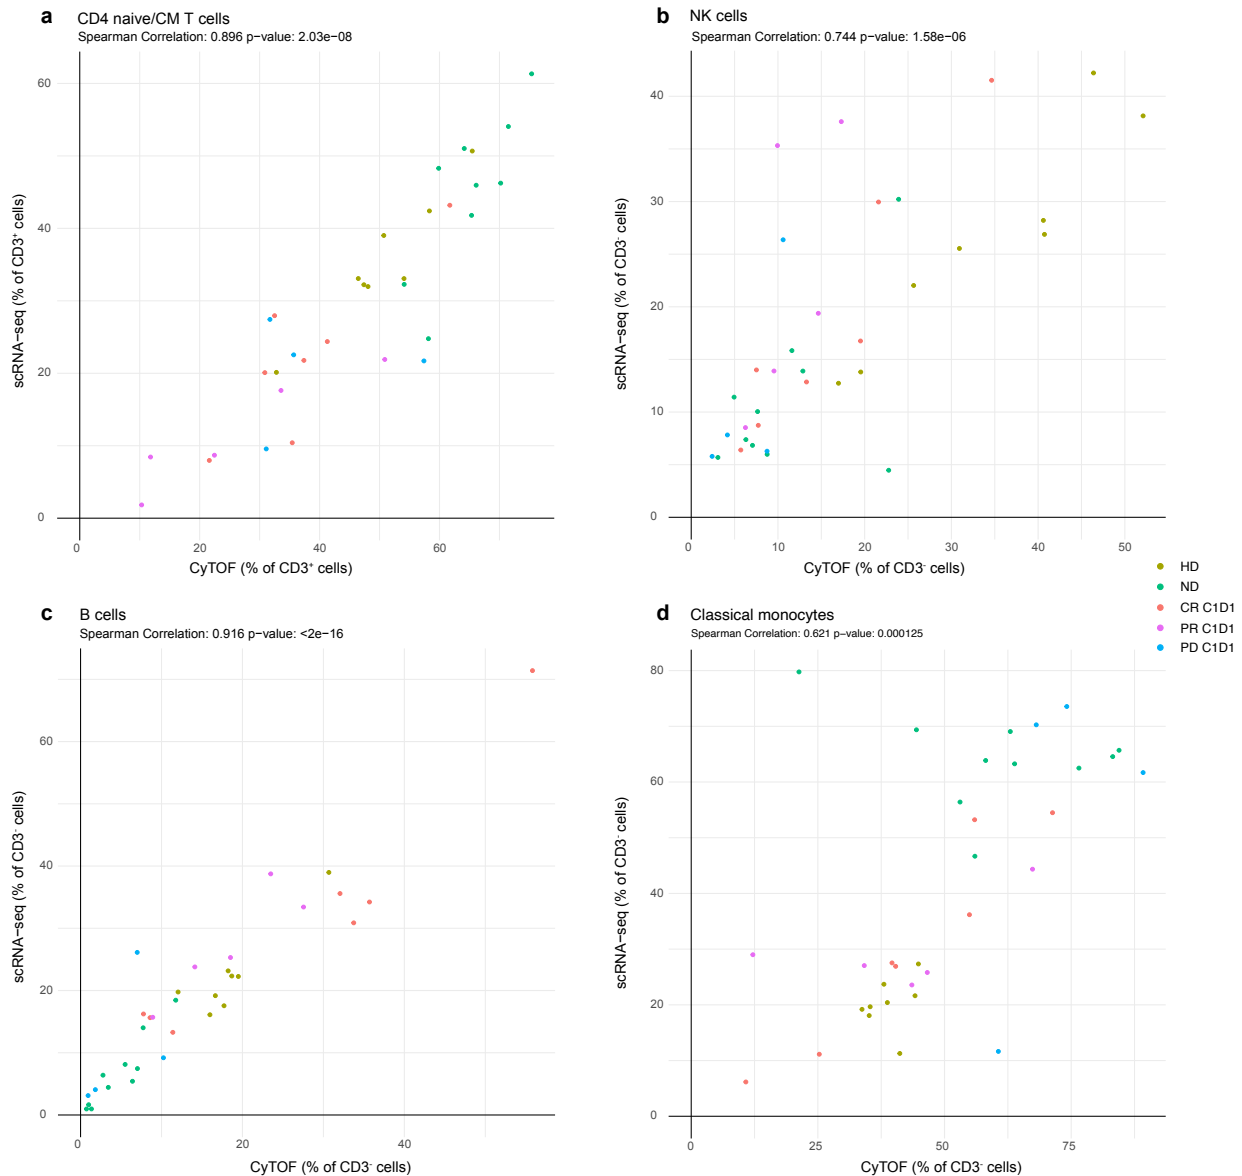 a CD4 naive/CM T cells
Spearman Correlation: 0.896 p−value: 2.03e−08
60
40
20
0
scRNA−seq (% of CD3⁺ cells)
20 40 60
0
CyTOF (% of CD3⁺ cells)
b NK cells
Spearman Correlation: 0.744 p−value: 1.58e−06
40
30
20
10
0
scRNA−seq (% of CD3⁻ cells)
0 10 20 30 40 50
CyTOF (% of CD3⁻ cells)
HD
ND
CR C1D1
PR C1D1
PD C1D1
c B cells
Spearman Correlation: 0.916 p−value: <2e−16
60
40
20
0
scRNA−seq (% of CD3⁻ cells)
0 20 40
CyTOF (% of CD3⁻ cells)
d Classical monocytes
Spearman Correlation: 0.621 p−value: 0.000125
80
60
40
20
0
scRNA−seq (% of CD3⁻ cells)
0 25 50 75
CyTOF (% of CD3⁻ cells)